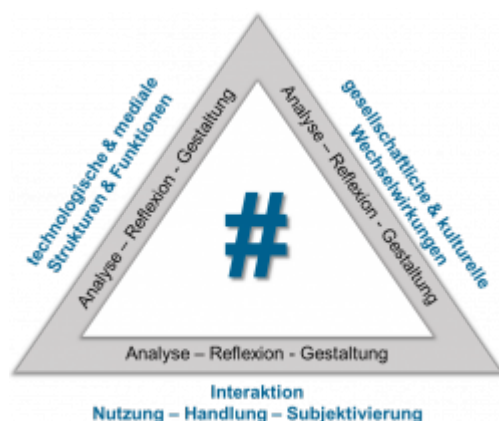 technologische & mediale
Strukturen & Funktionen
Analyse – Reflexion - Gestaltung
gesellschaftliche & kulturelle
Wechselwirkungen
Analyse – Reflexion - Gestaltung
#
Analyse – Reflexion - Gestaltung
Interaktion
Nutzung – Handlung – Subjektivierung